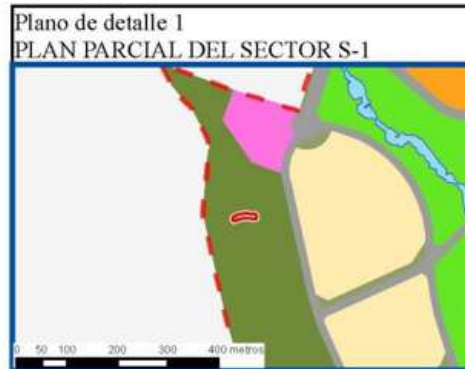 Plano de detalle 1
PLAN PARCIAL DEL SECTOR S-1
0 50 100 200 300 400 metros